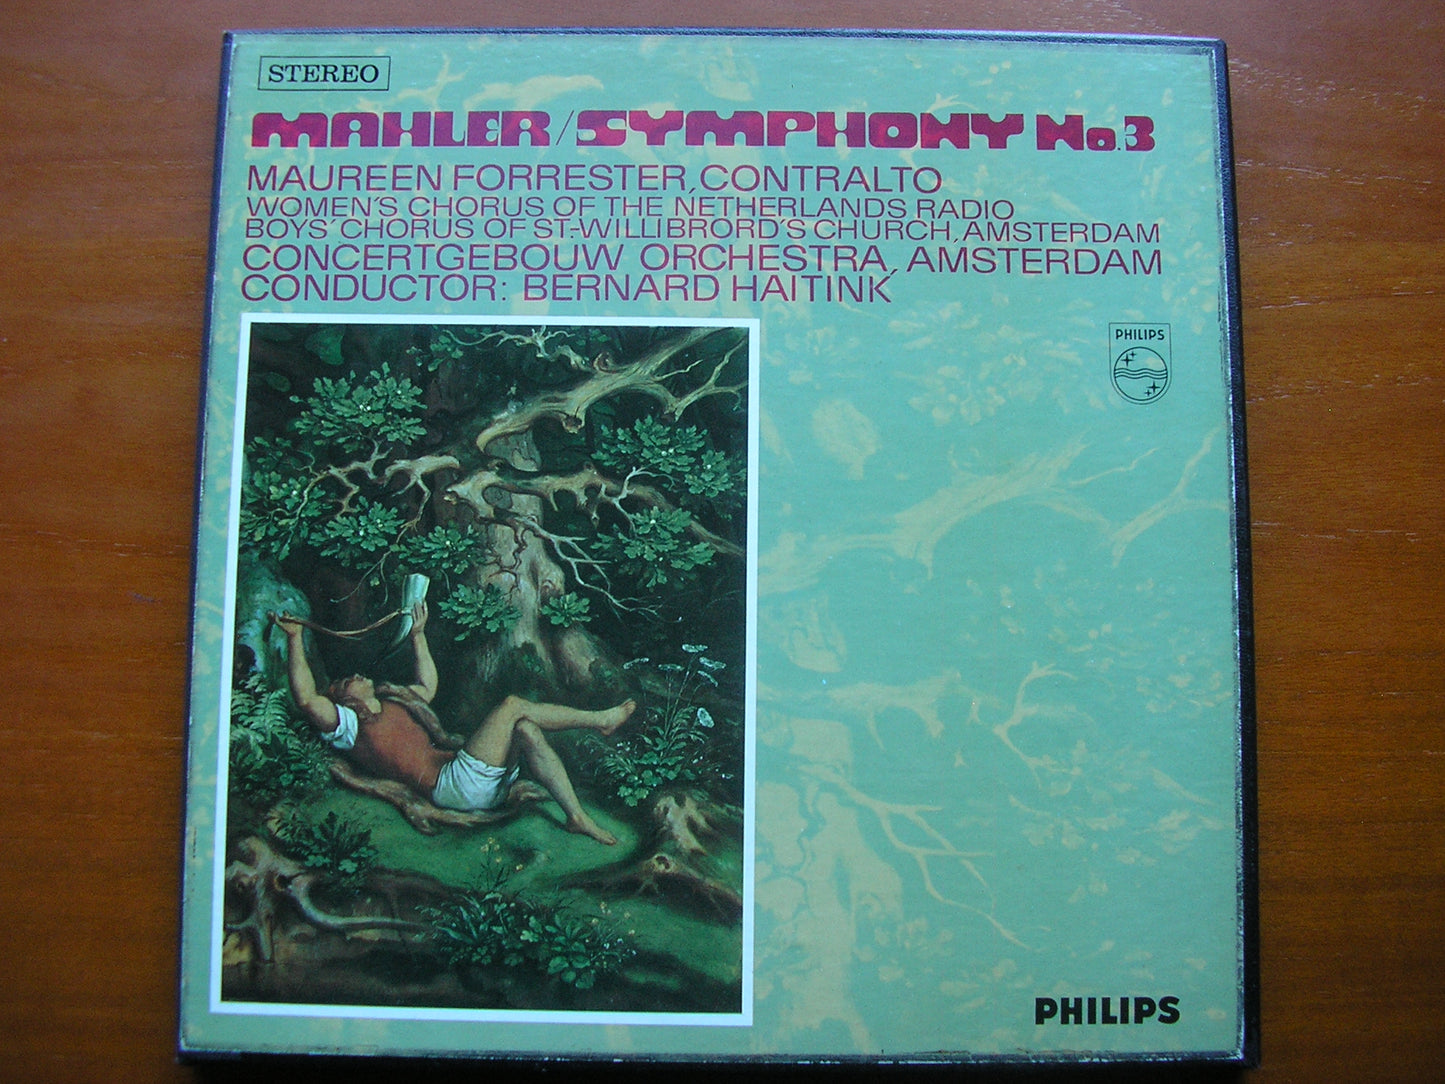 STEREO
MAHLER/SYMPHONY No.3
MAUREEN FORRESTER, CONTRALTO
WOMEN'S CHORUS OF THE NETHERLANDS RADIO
BOYS' CHORUS OF ST.-WILLIBRORD'S CHURCH, AMSTERDAM
CONCERTGEBOUW ORCHESTRA, AMSTERDAM
CONDUCTOR: BERNARD HAITINK
PHILIPS
PHILIPS